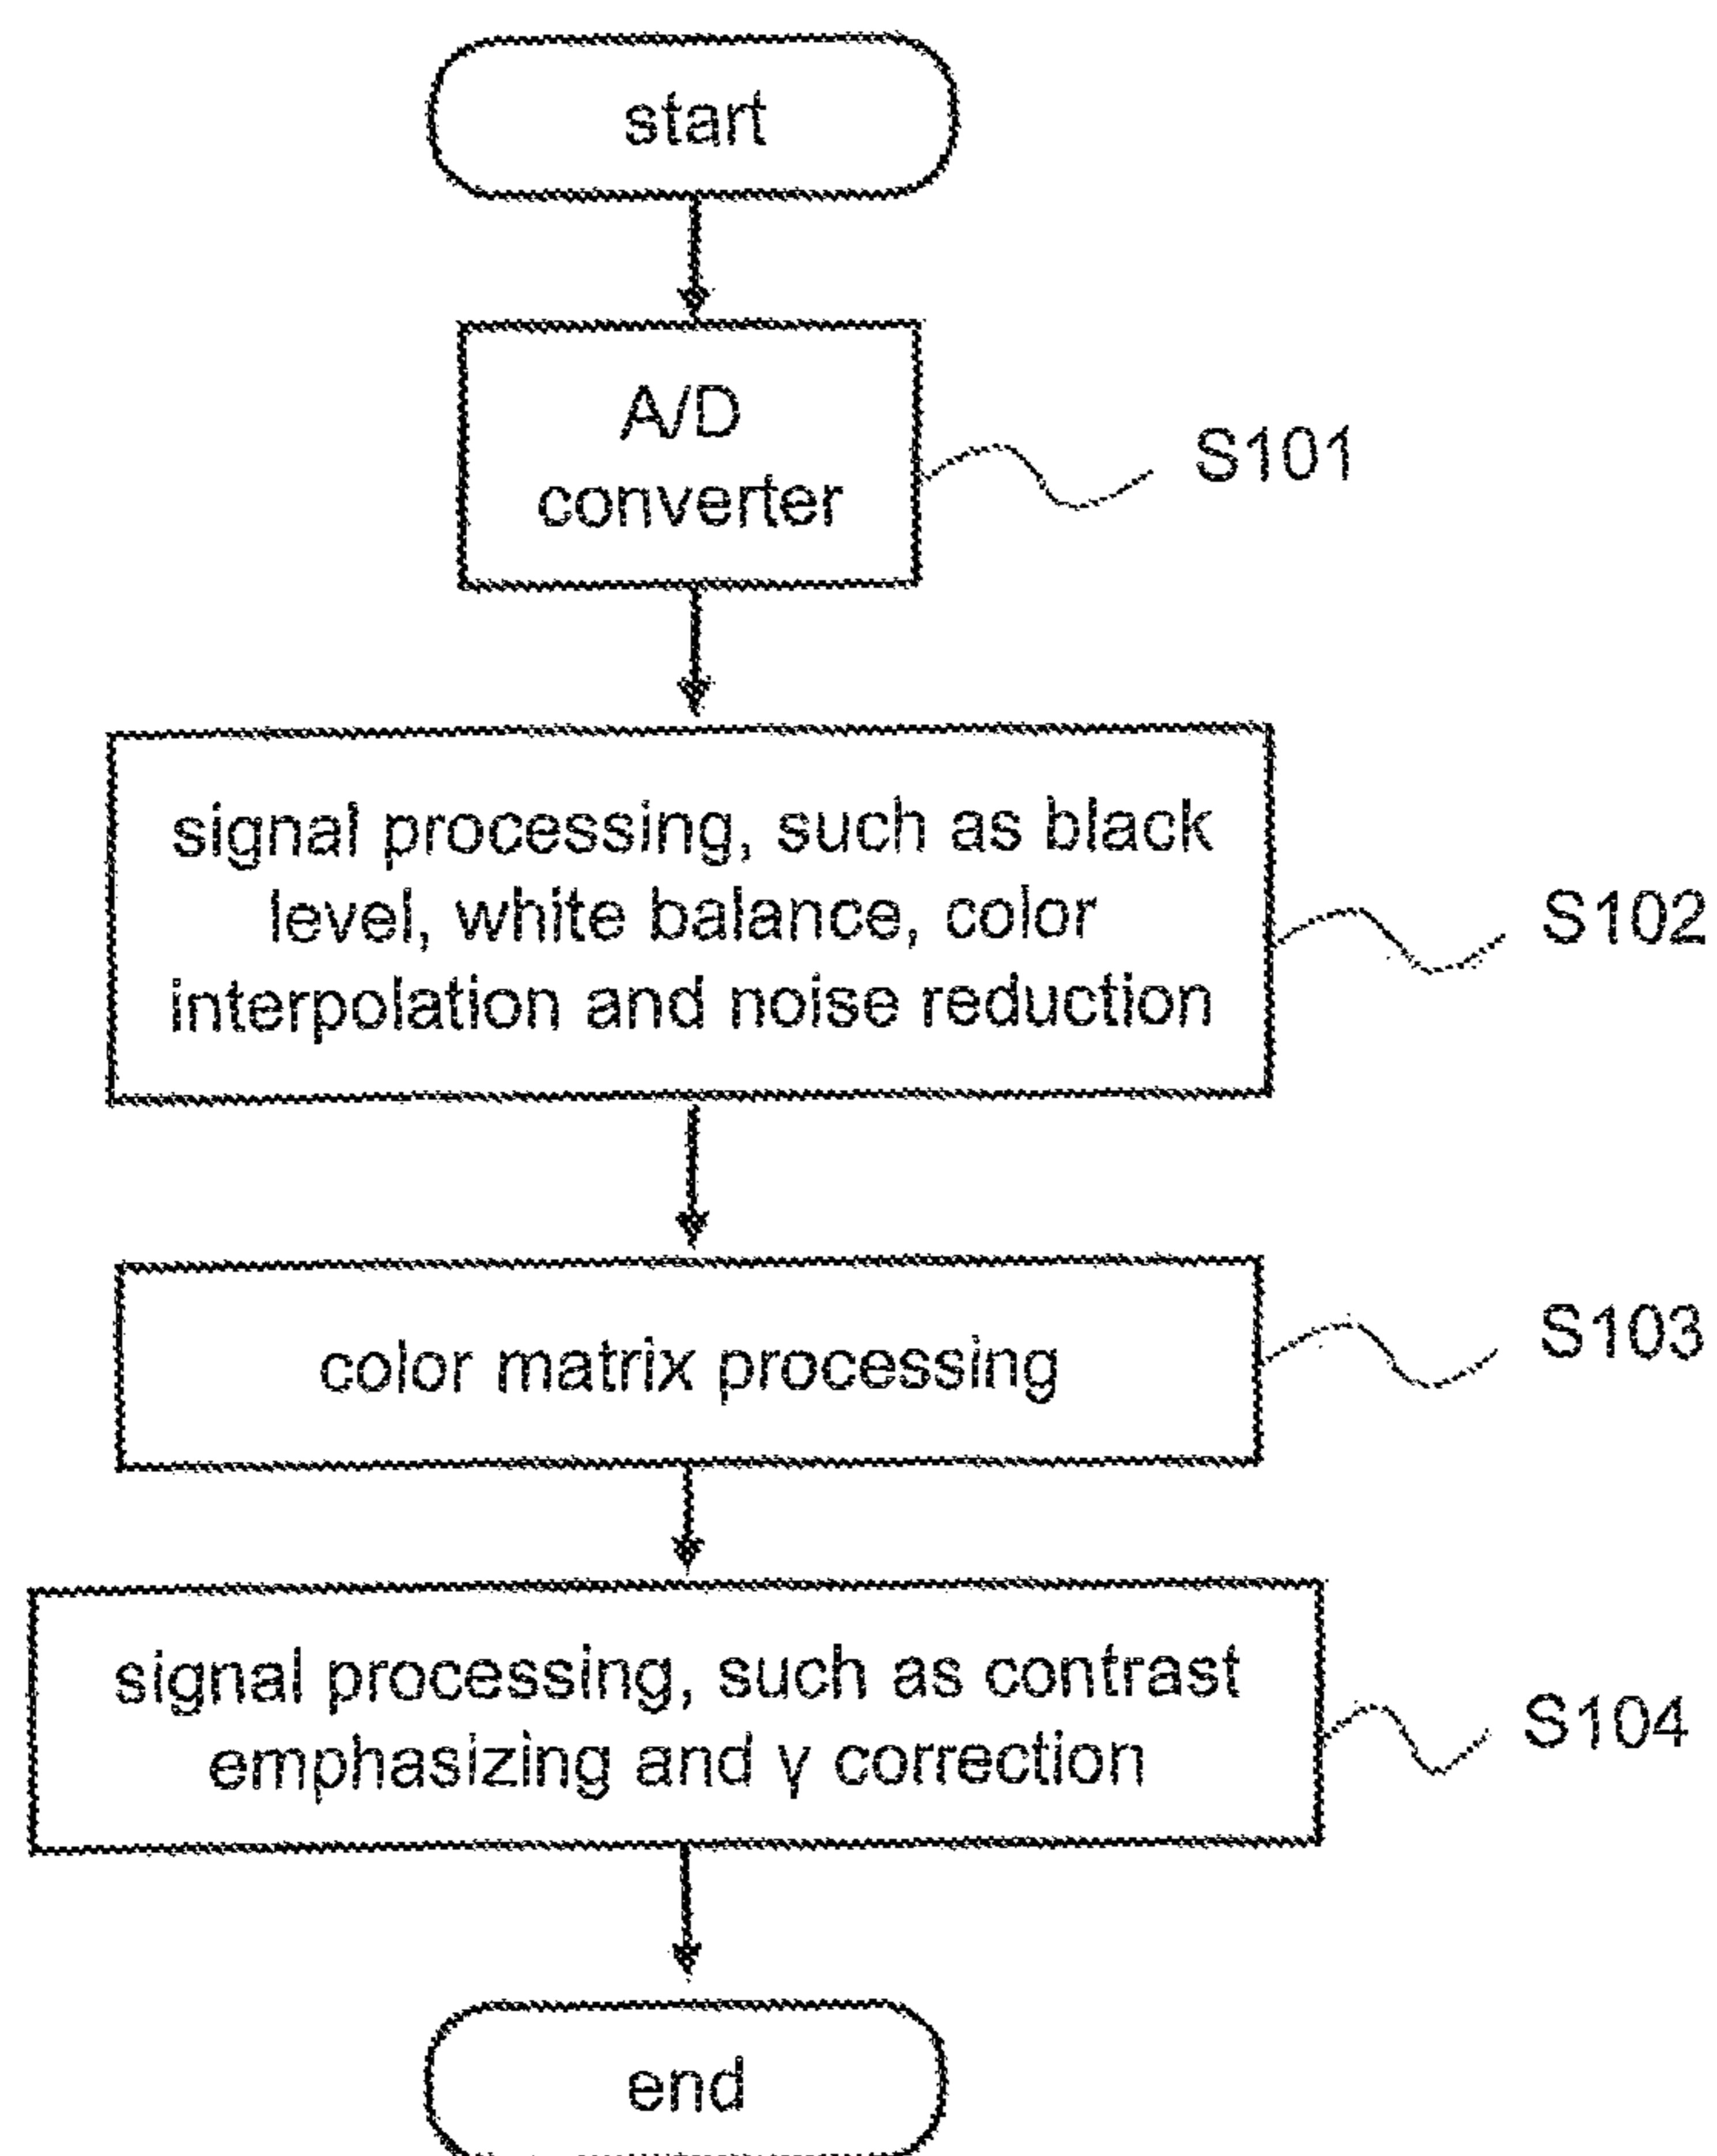 start
A/D
converter
S101
signal processing, such as black
level, white balance, color
interpolation and noise reduction
S102
color matrix processing
S103
signal processing, such as contrast
emphasizing and γ correction
S104
end